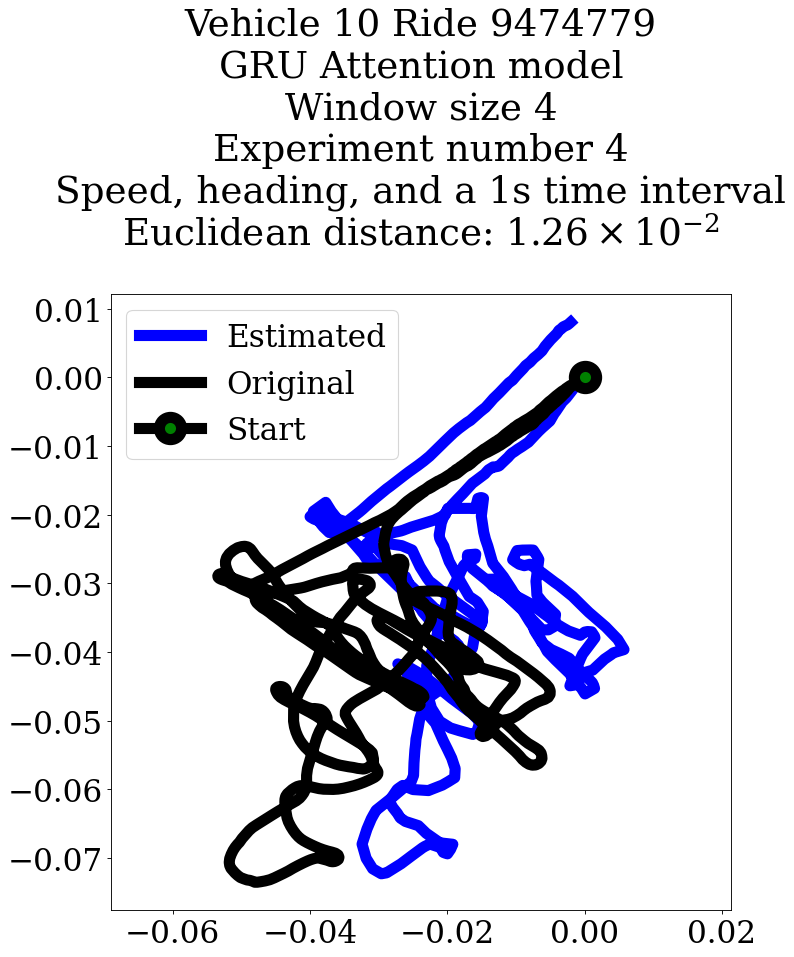 Vehicle 10 Ride 9474779
GRU Attention model
Window size 4
Experiment number 4
Speed, heading, and a 1s time interval
Euclidean distance: 1.26 × 10⁻²
Estimated
Original
Start
0.01
0.00
−0.01
−0.02
−0.03
−0.04
−0.05
−0.06
−0.07
−0.06 −0.04 −0.02 0.00 0.02